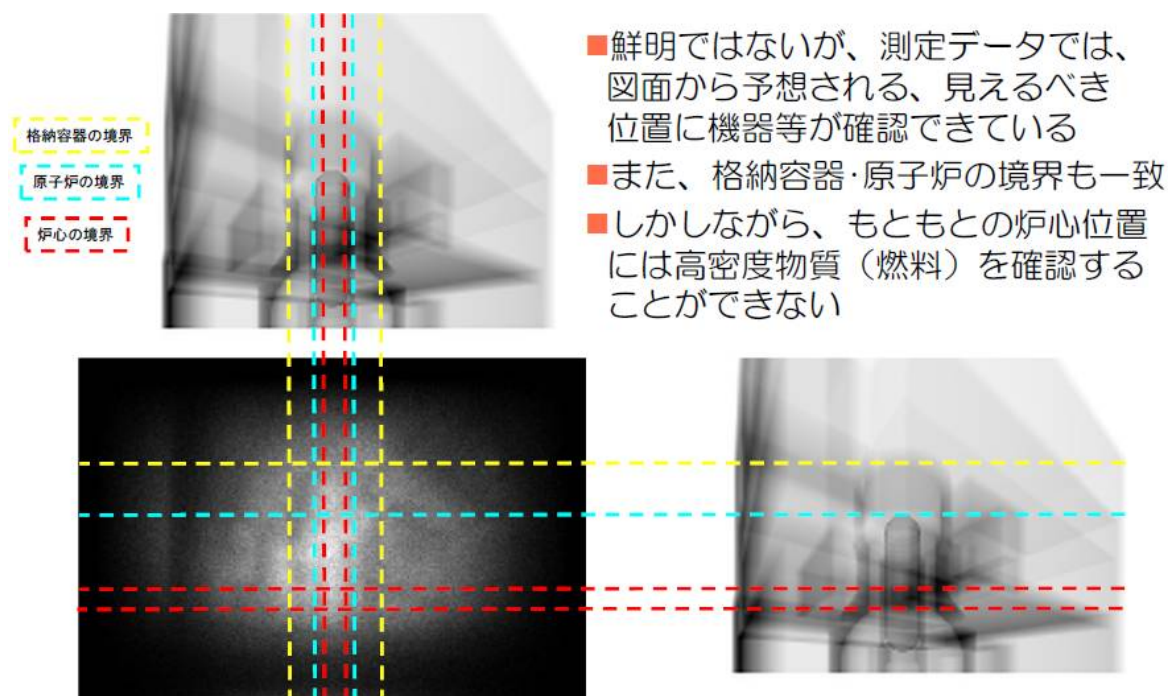 ■鮮明ではないが、測定データでは、
図面から予想される、見えるべき
位置に機器等が確認できている
■また、格納容器・原子炉の境界も一致
■しかしながら、もともとの炉心位置
には高密度物質（燃料）を確認する
ことができない
格納容器の境界
原子炉の境界
炉心の境界